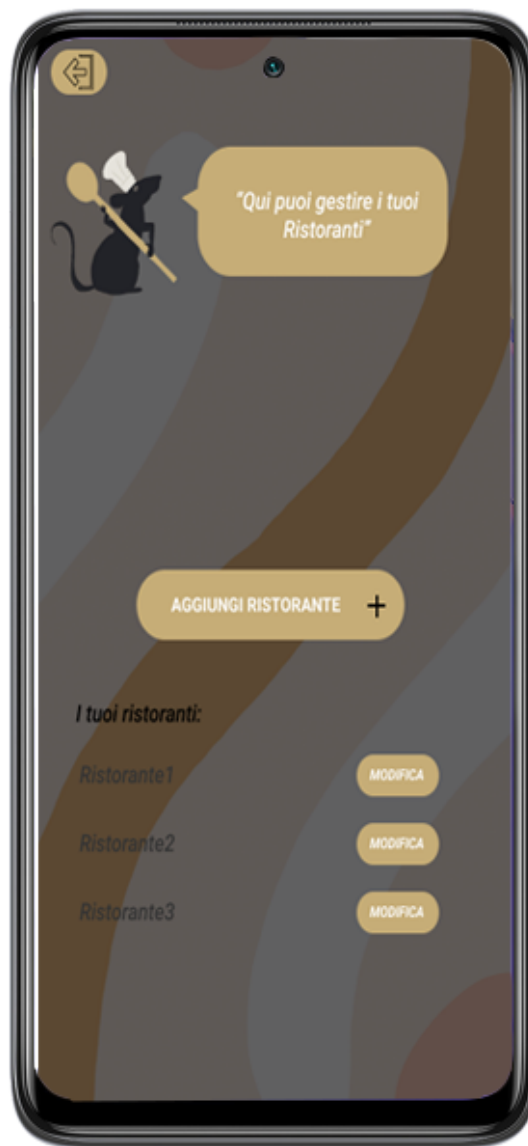 “Qui puoi gestire i tuoi
Ristoranti”
AGGIUNGI RISTORANTE +
I tuoi ristoranti:
Ristorante1 MODIFICA
Ristorante2 MODIFICA
Ristorante3 MODIFICA